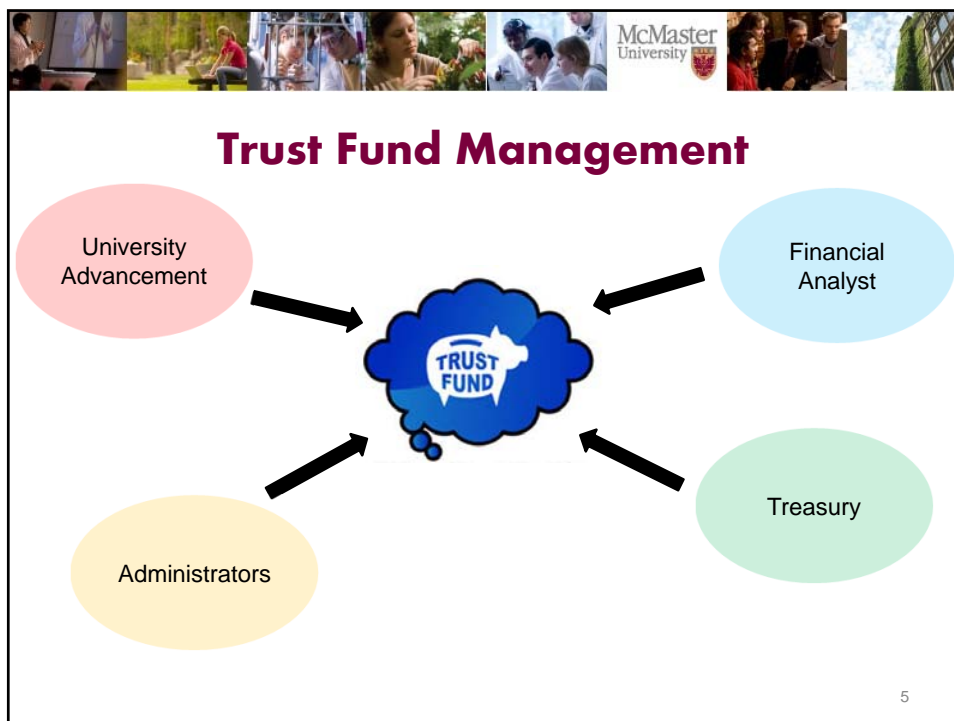 McMaster
University
Trust Fund Management
University
Advancement
Financial
Analyst
TRUST
FUND
Treasury
Administrators
5